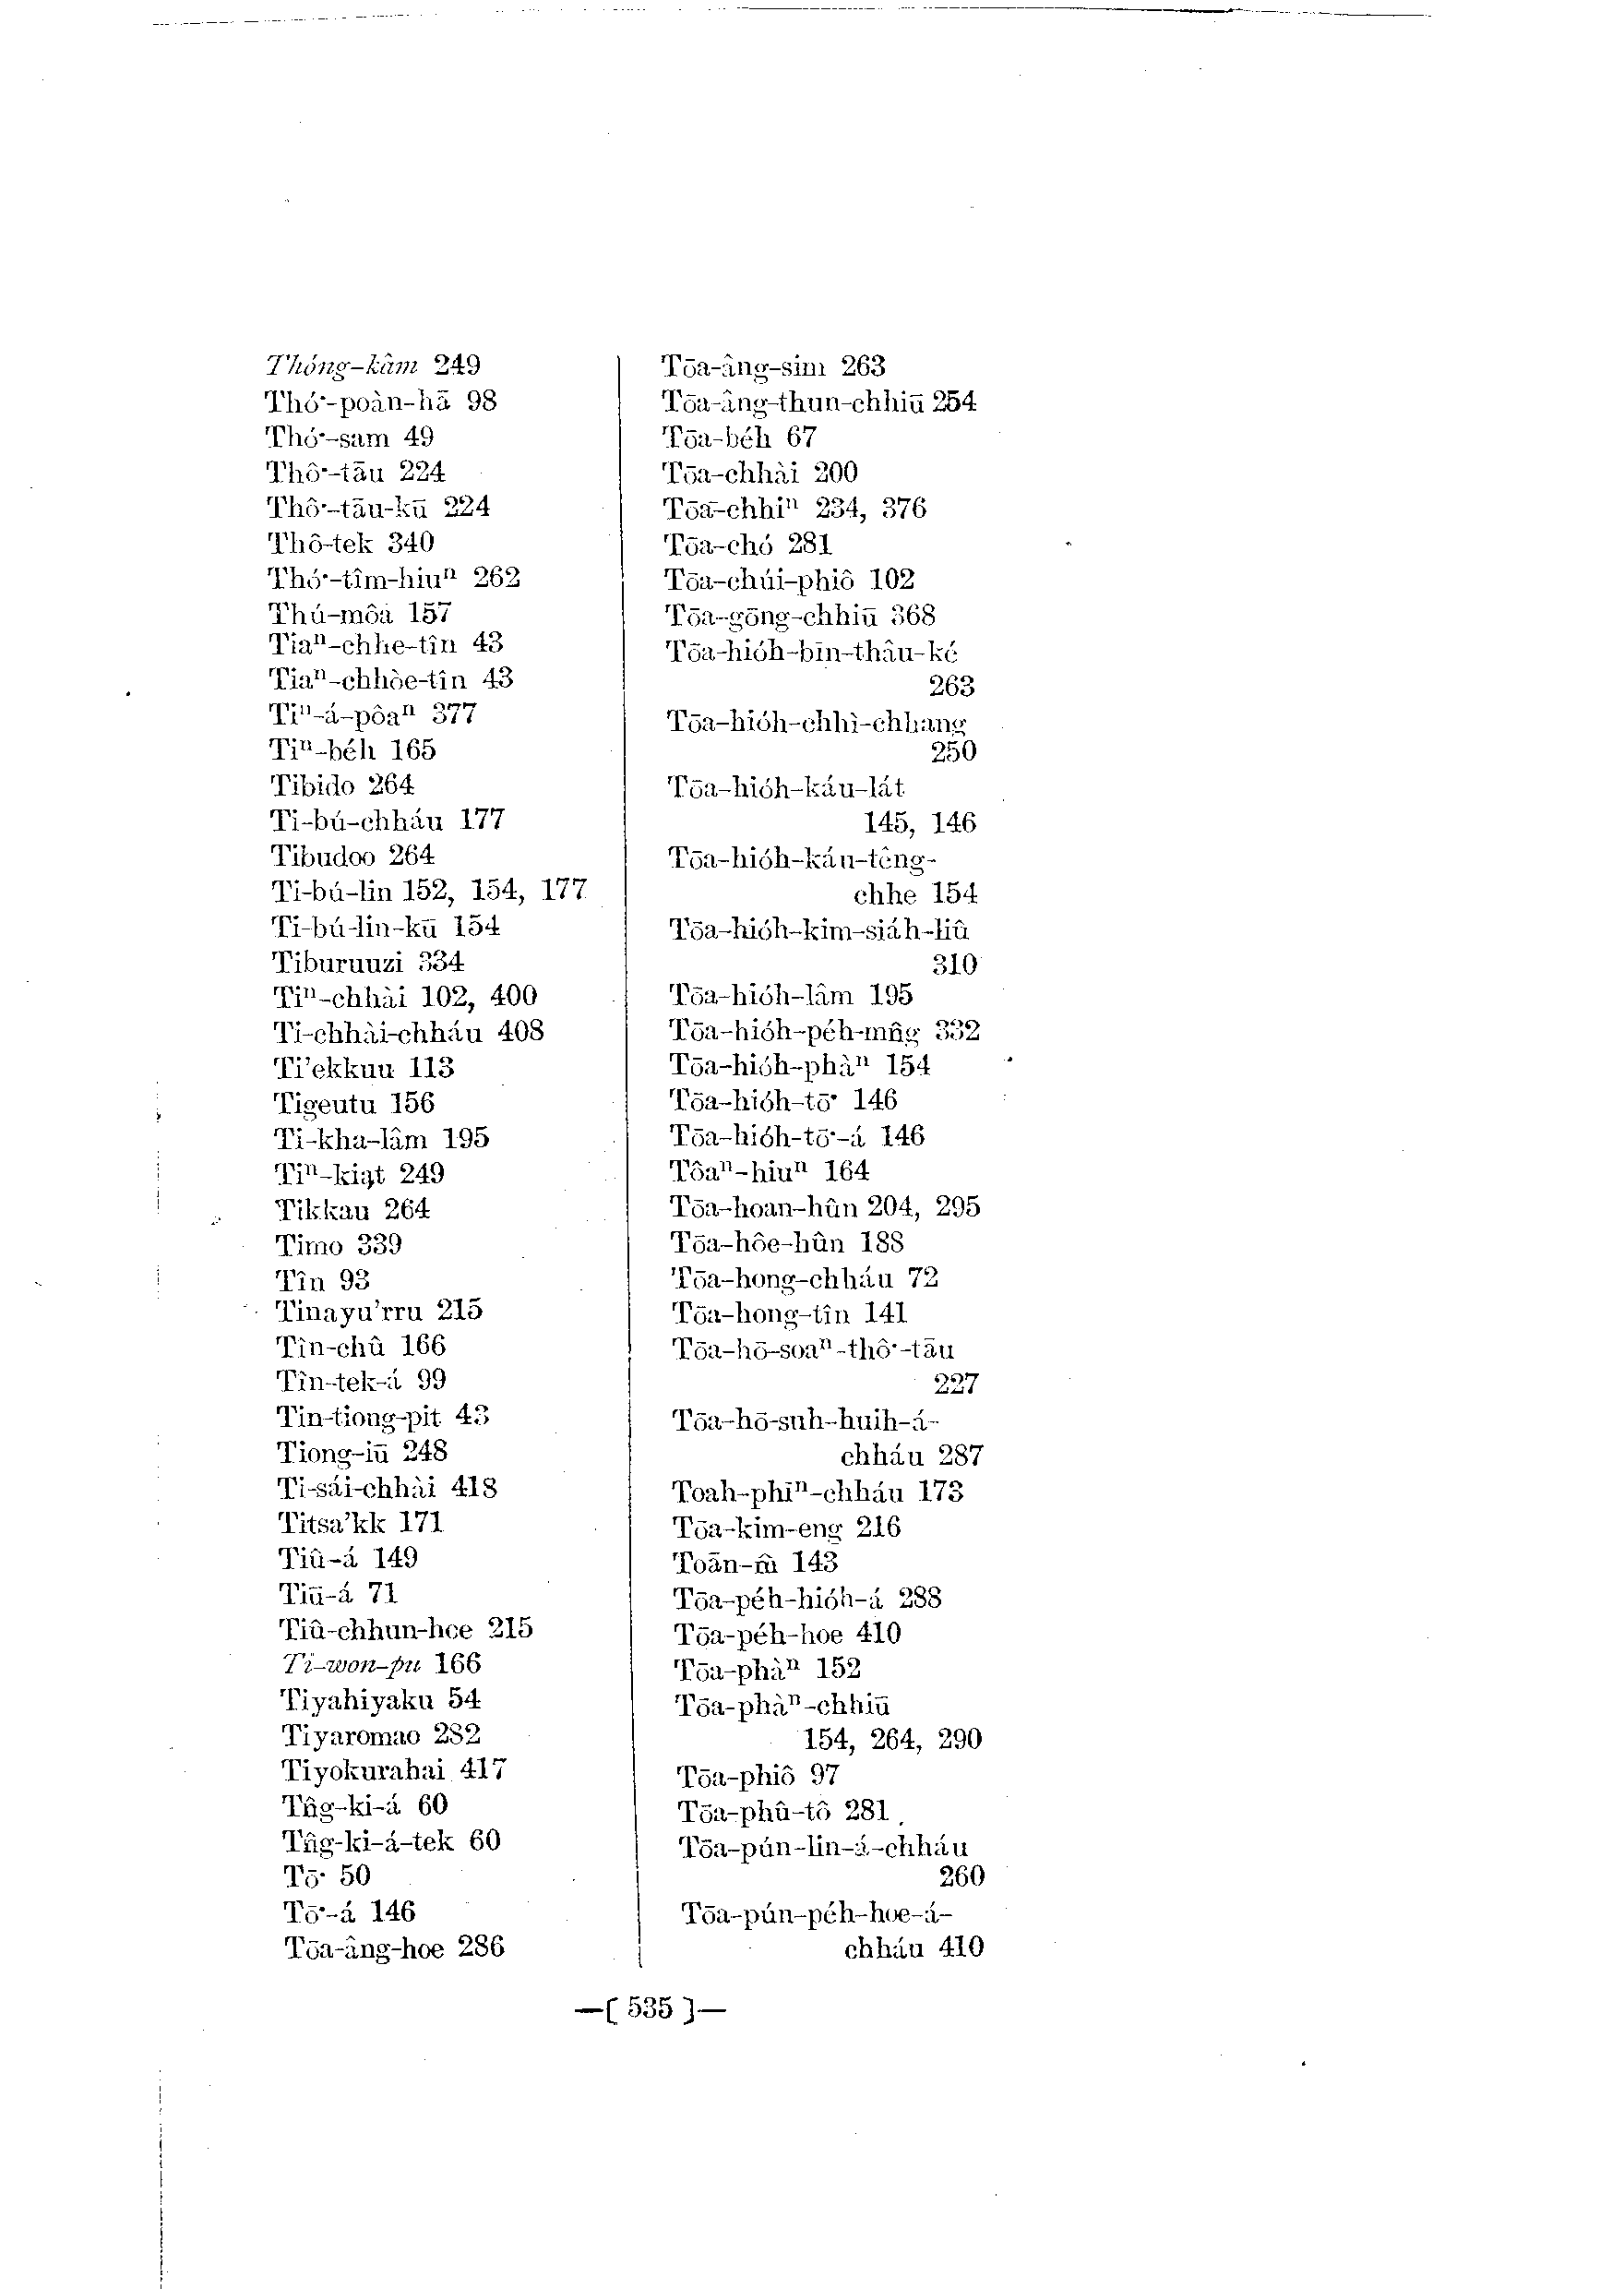 Thóng-kâm 249
Thó͘-poàn-hā 98
Thó͘-sam 49
Thô͘-tāu 224
Thô͘-tāu-kū 224
Thô-tek 340
Thó͘-tîm-hiuⁿ 262
Thú-môa 157
Tiaⁿ-chhe-tîn 43
Tiaⁿ-chhòe-tîn 43
Tiⁿ-á-pôaⁿ 377
Tiⁿ-béh 165
Tibido 264
Ti-bú-chháu 177
Tibudoo 264
Ti-bú-lin 152, 154, 177
Ti-bú-lin-kū 154
Tiburuuzi 334
Tiⁿ-chhài 102, 400
Ti-chhài-chháu 408
Ti'ekkuu 113
Tigeutu 156
Ti-kha-lâm 195
Tiⁿ-kiat 249
Tikkau 264
Timo 339
Tîn 93
Tinayu'rru 215
Tîn-chû 166
Tîn-tek-á 99
Tin-tiong-pit 43
Tiong-iū 248
Ti-sái-chhài 418
Titsa'kk 171
Tiû-á 149
Tiū-á 71
Tiû-chhun-hoe 215
Ti-won-pu 166
Tiyahiyaku 54
Tiyaromao 282
Tiyokurahai 417
Tn̂g-ki-á 60
Tn̂g-ki-á-tek 60
Tō͘ 50
Tō͘-á 146
Tōa-âng-hoe 286
Tōa-âng-sim 263
Tōa-âng-thun-chhiū 254
Tōa-béh 67
Tōa-chhài 200
Tōa-chhiⁿ 234, 376
Tōa-chó 281
Tōa-chúi-phiô 102
Tōa-gōng-chhiū 368
Tōa-hióh-bīn-thâu-ké
263
Tōa-hióh-chhì-chhang
250
Tōa-hióh-káu-lát
145, 146
Tōa-hióh-káu-têng-
chhe 154
Tōa-hióh-kim-siáh-liû
310
Tōa-hióh-lâm 195
Tōa-hióh-péh-mn̂g 332
Tōa-hióh-phàⁿ 154
Tōa-hióh-tō͘ 146
Tōa-hióh-tō͘-á 146
Tôaⁿ-hiuⁿ 164
Tōa-hoan-hûn 204, 295
Tōa-hôe-hûn 188
Tōa-hong-chháu 72
Tōa-hong-tîn 141
Tōa-hō-soaⁿ-thô͘-tāu
227
Tōa-hō-suh-huih-á-
chháu 287
Toah-phīⁿ-chháu 173
Tōa-kim-eng 216
Toān-m̂ 143
Tōa-péh-hióh-á 288
Tōa-péh-hoe 410
Tōa-phàⁿ 152
Tōa-phàⁿ-chhiū
154, 264, 290
Tōa-phiô 97
Tōa-phû-tô 281
Tōa-pún-lin-á-chháu
260
Tōa-pún-péh-hoe-á-
chháu 410
—[ 535 ]—